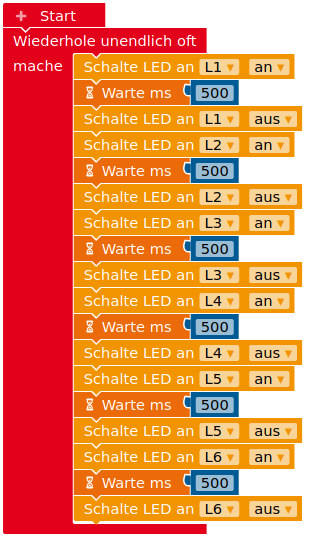 + Start
Wiederhole unendlich oft
mache Schalte LED an L1 an
Warte ms 500
Schalte LED an L1 aus
Schalte LED an L2 an
Warte ms 500
Schalte LED an L2 aus
Schalte LED an L3 an
Warte ms 500
Schalte LED an L3 aus
Schalte LED an L4 an
Warte ms 500
Schalte LED an L4 aus
Schalte LED an L5 an
Warte ms 500
Schalte LED an L5 aus
Schalte LED an L6 an
Warte ms 500
Schalte LED an L6 aus